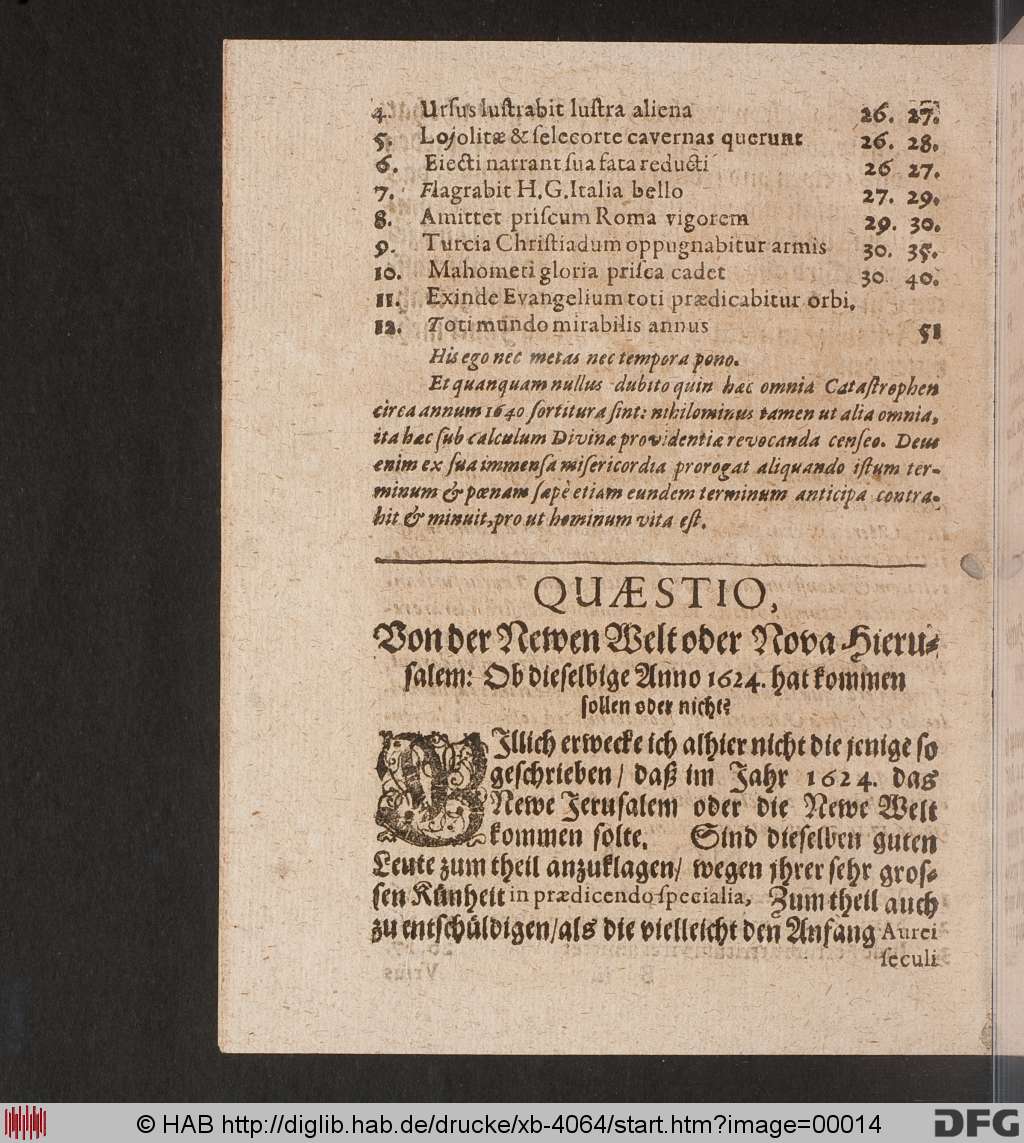 4. Ursus lustrabit lustra aliena 26. 27.
5. Lojolitæ & selecorte cavernas querunt 26. 28.
6. Eiecti narrant sua fata reducti 26 27.
7. Flagrabit H.G.Italia bello 27. 29.
8. Amittet priscum Roma vigorem 29. 30.
9. Turcia Christiadum oppugnabitur armis 30. 35.
10. Mahometi gloria prisca cadet 30 40.
11. Exinde Evangelium toti prædicabitur orbi,
12. Toti mundo mirabilis annus 51
His ego nec metas nec tempora pono.
Et quanquam nullus dubito quin hæc omnia Catastrophen
circa annum 1640 sortitura sint: nihilominus tamen ut alia omnia,
ita hæc sub calculum Divinæ providentiæ revocanda censeo. Deus
enim ex sua immensa misericordia prorogat aliquando istum ter-
minum & pœnam sæpè etiam eundem terminum anticipa contra-
hit & minuit, pro ut hominum vita est.
QUÆSTIO,
Von der Newen Welt oder Nova Hieru-
salem: Ob dieselbige Anno 1624. hat kommen
sollen oder nicht?
BIllich erwecke ich alhier nicht die jenige so
geschrieben / daß im Jahr 1624. das
Newe Jerusalem oder die Newe Welt
kommen solte. Sind dieselben guten
Leute zum theil anzuklagen / wegen jhrer sehr gros-
sen Künheit in prædicendo specialia, Zum theil auch
zu entschüldigen / als die vielleicht den Anfang Aurei
seculi
© HAB http://diglib.hab.de/drucke/xb-4064/start.htm?image=00014
DFG